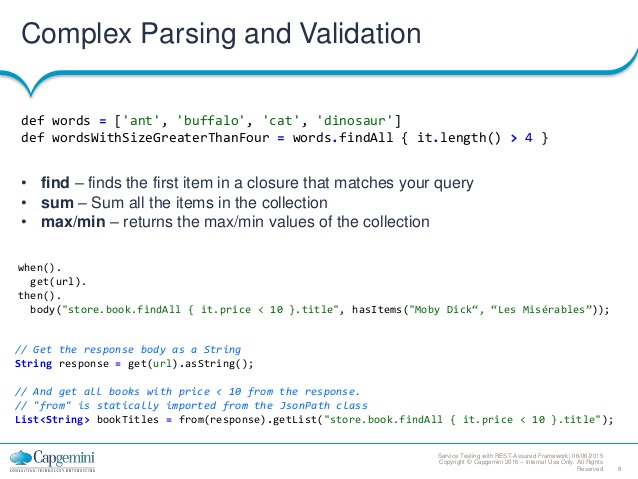 Complex Parsing and Validation
def words = ['ant', 'buffalo', 'cat', 'dinosaur']
def wordsWithSizeGreaterThanFour = words.findAll { it.length() > 4 }
• find – finds the first item in a closure that matches your query
• sum – Sum all the items in the collection
• max/min – returns the max/min values of the collection
when().
get(url).
then().
body("store.book.findAll { it.price < 10 }.title", hasItems("Moby Dick“, “Les Misérables”));
// Get the response body as a String
String response = get(url).asString();
// And get all books with price < 10 from the response.
// "from" is statically imported from the JsonPath class
List<String> bookTitles = from(response).getList("store.book.findAll { it.price < 10 }.title");
Capgemini
CONSULTING.TECHNOLOGY.OUTSOURCING
Service Testing with REST-Assured Framework| 06/06/2015
Copyright © Capgemini 2016 – Internal Use Only. All Rights
Reserved
8